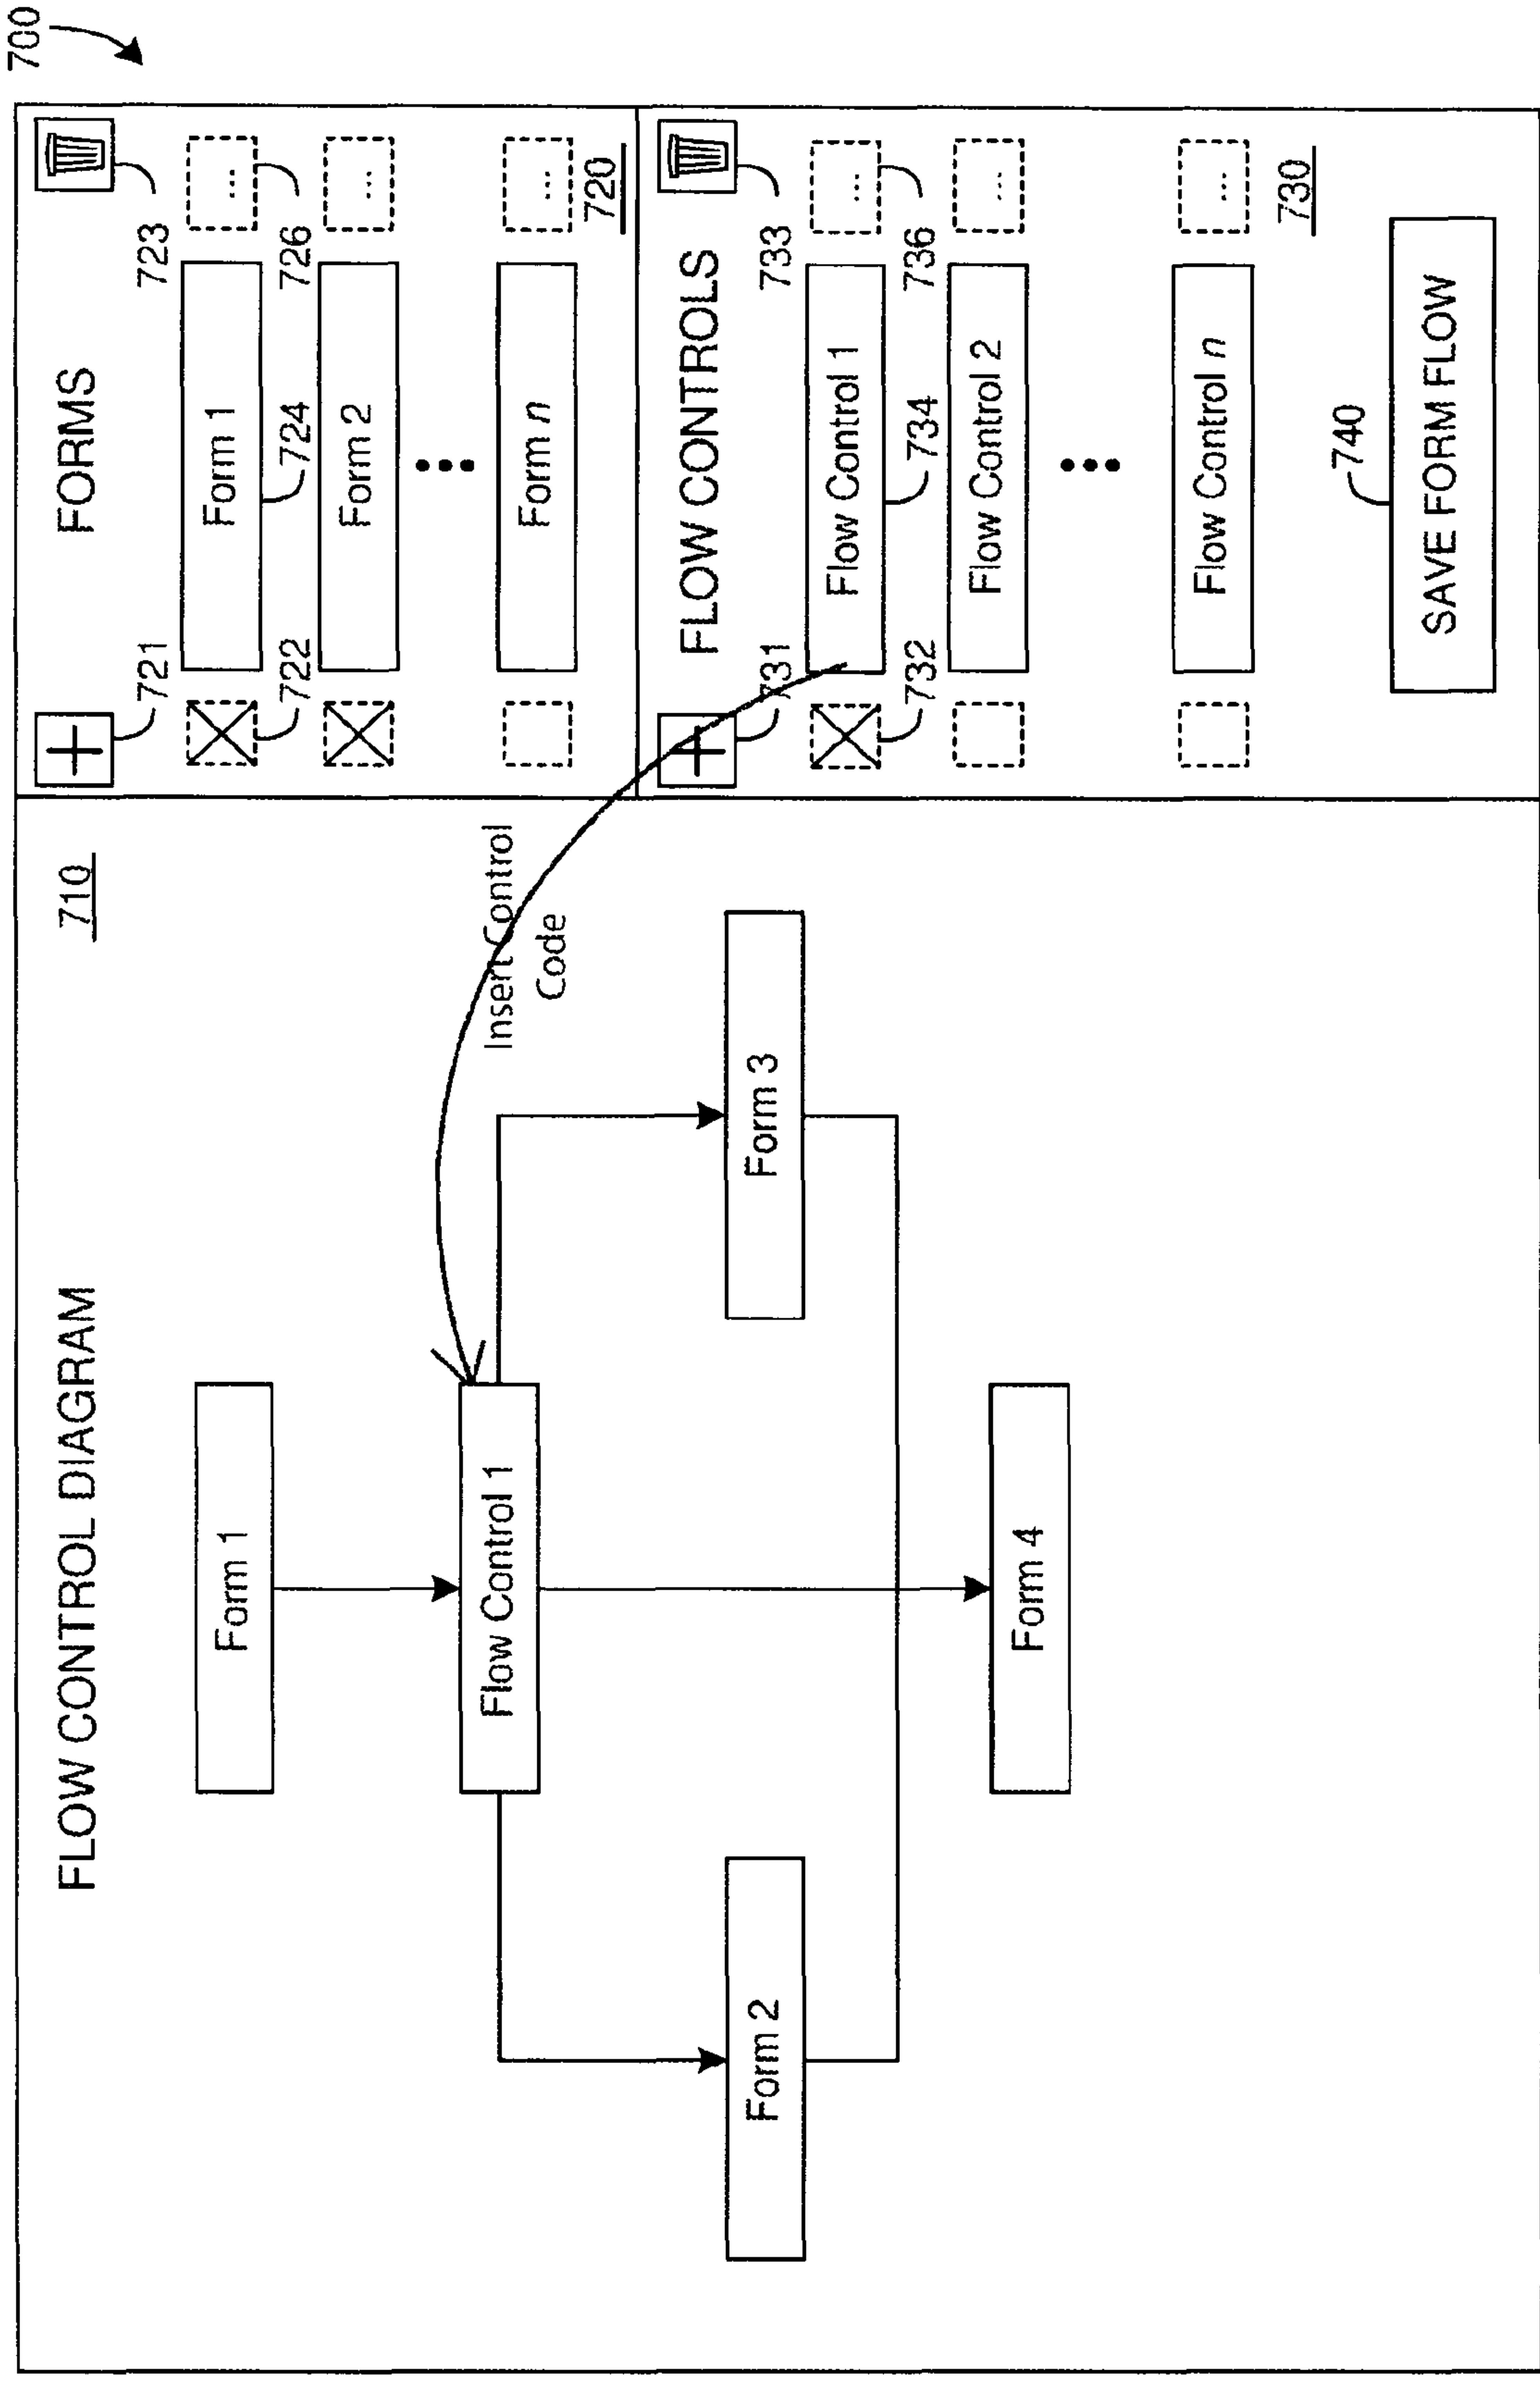 700
FLOW CONTROL DIAGRAM
710
Form 1
Flow Control 1
Insert Control
Code
Form 2
Form 3
Form 4
FORMS
721
723
Form 1
722
724
726
...
Form 2
...
Form n
...
720
FLOW CONTROLS
731
733
Flow Control 1
...
732
734
736
Flow Control 2
...
Flow Control n
...
730
740
SAVE FORM FLOW